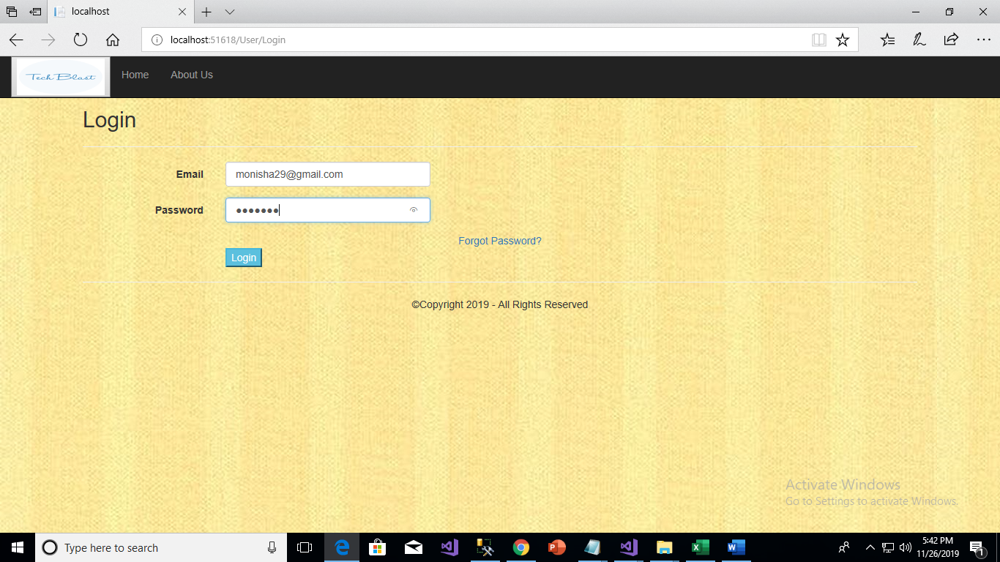 localhost
localhost:51618/User/Login
Tech Blast
Home
About Us
Login
Email
monisha29@gmail.com
Password
●●●●●●●
Forgot Password?
Login
©Copyright 2019 - All Rights Reserved
Activate Windows
Go to Settings to activate Windows.
Type here to search
5:42 PM
11/26/2019
1